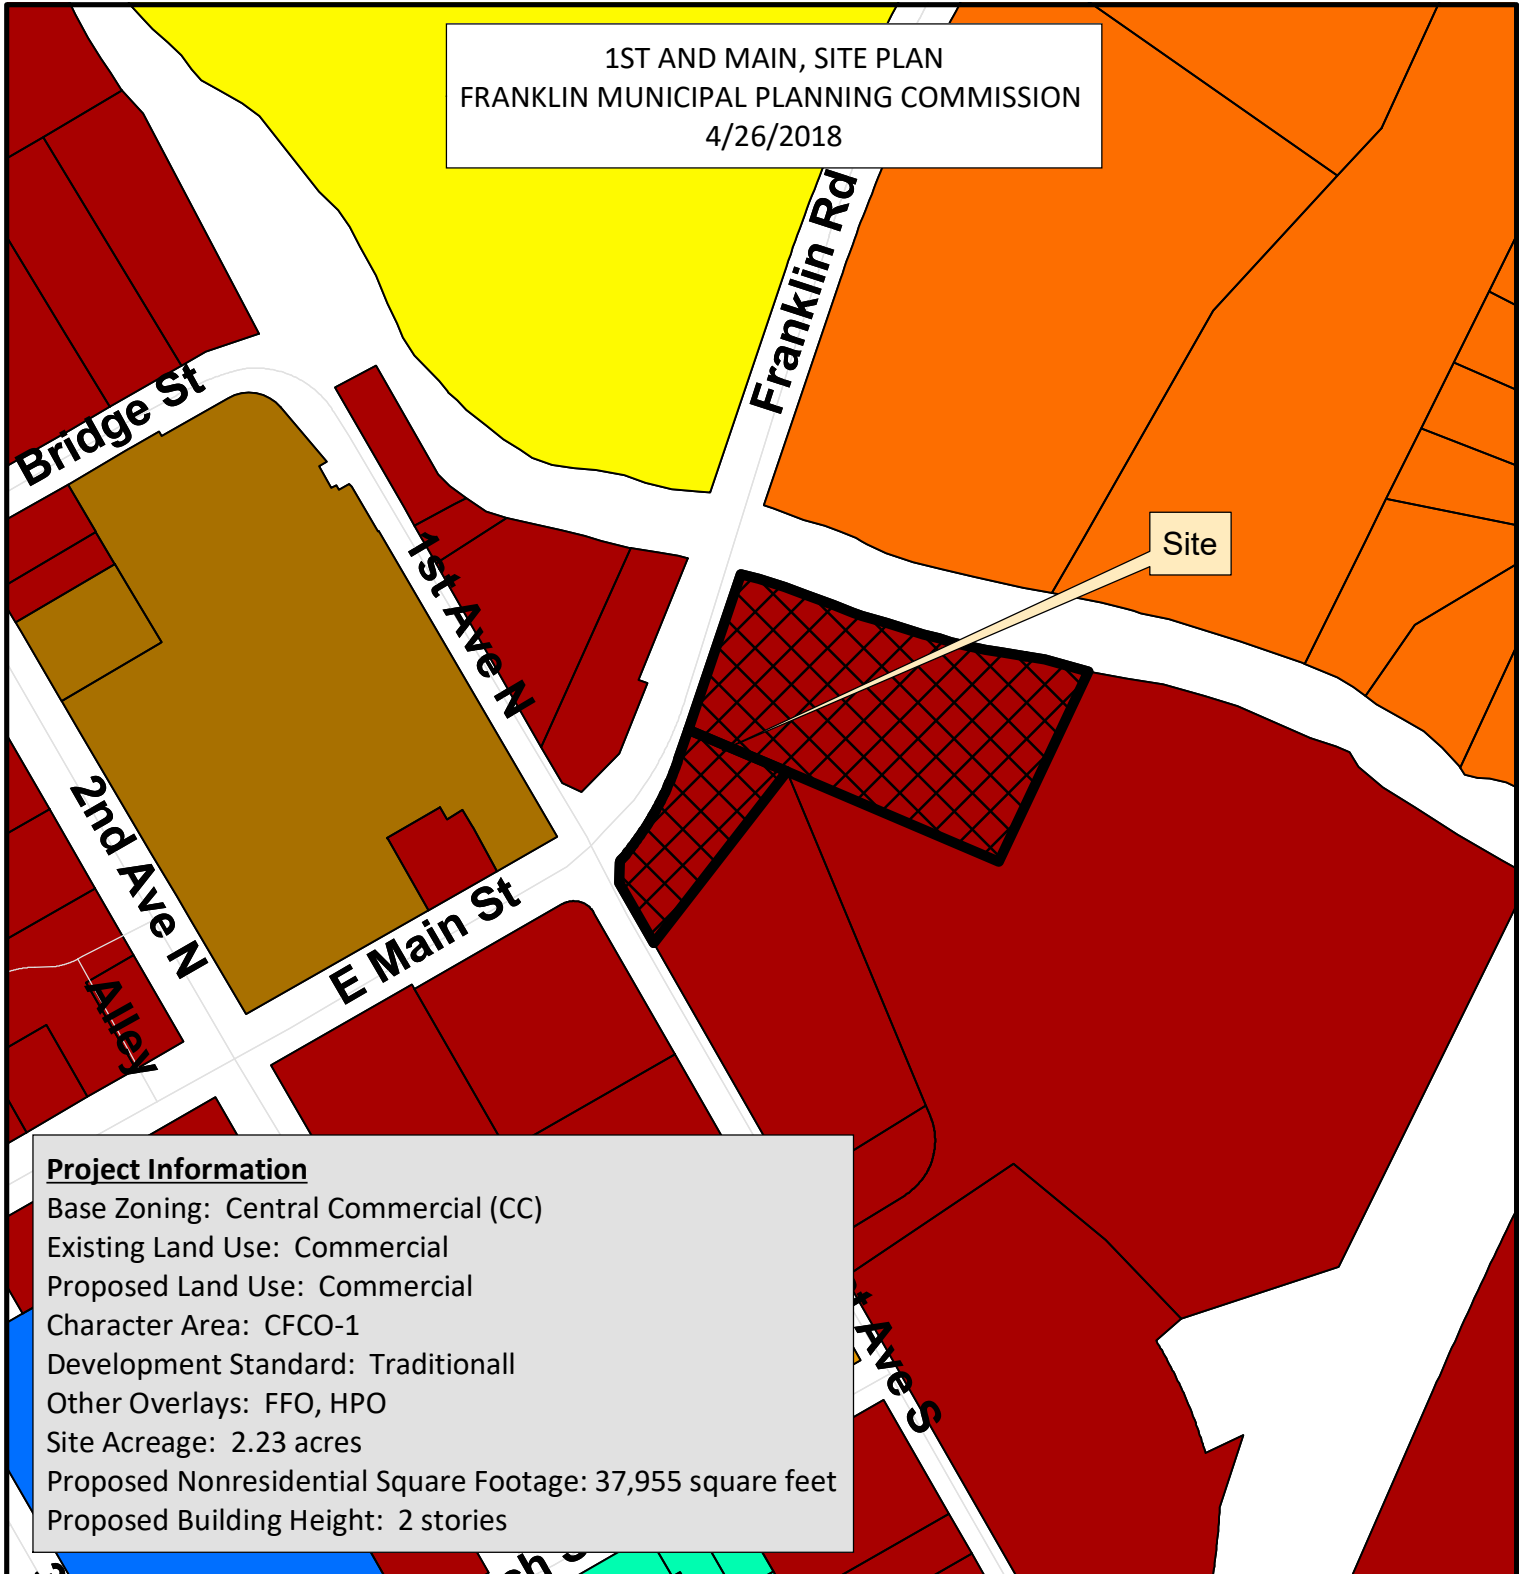 1ST AND MAIN, SITE PLAN
FRANKLIN MUNICIPAL PLANNING COMMISSION
4/26/2018
Franklin Rd
Bridge St
Site
1st Ave N
2nd Ave N
E Main St
Alley
Project Information
Base Zoning: Central Commercial (CC)
Existing Land Use: Commercial
Proposed Land Use: Commercial
Character Area: CFCO-1
Development Standard: Traditionall
Other Overlays: FFO, HPO
Site Acreage: 2.23 acres
Proposed Nonresidential Square Footage: 37,955 square feet
Proposed Building Height: 2 stories
t Ave S